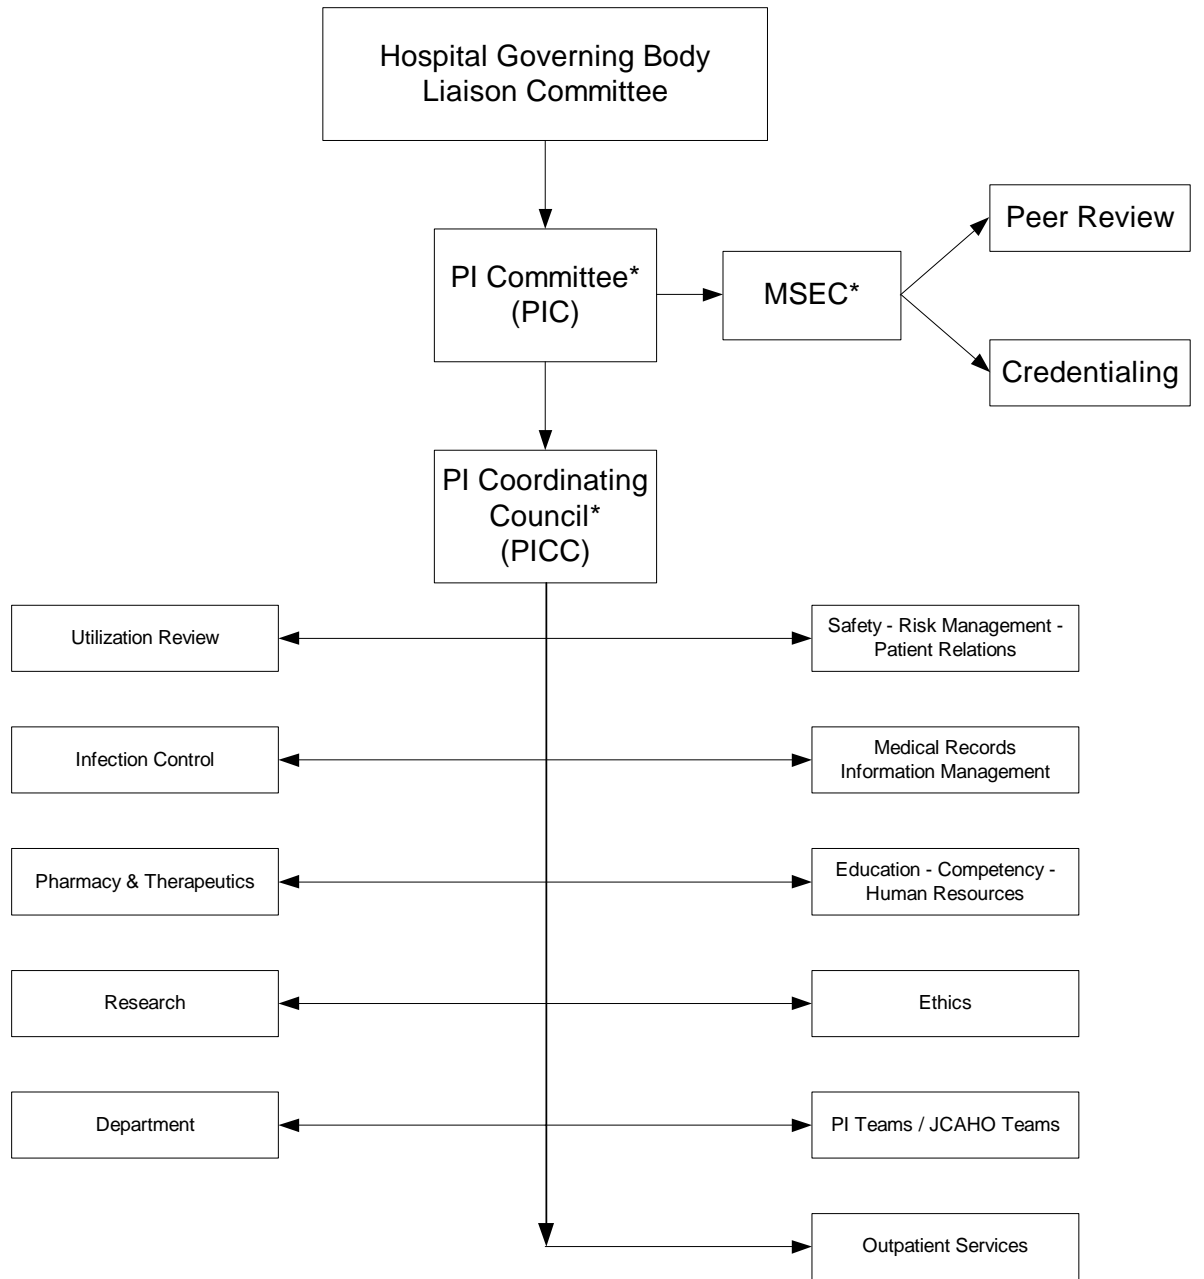 Hospital Governing Body
Liaison Committee
Peer Review
PI Committee*
(PIC)
MSEC*
Credentialing
PI Coordinating
Council*
(PICC)
Utilization Review
Safety - Risk Management -
Patient Relations
Infection Control
Medical Records
Information Management
Pharmacy & Therapeutics
Education - Competency -
Human Resources
Research
Ethics
Department
PI Teams / JCAHO Teams
Outpatient Services